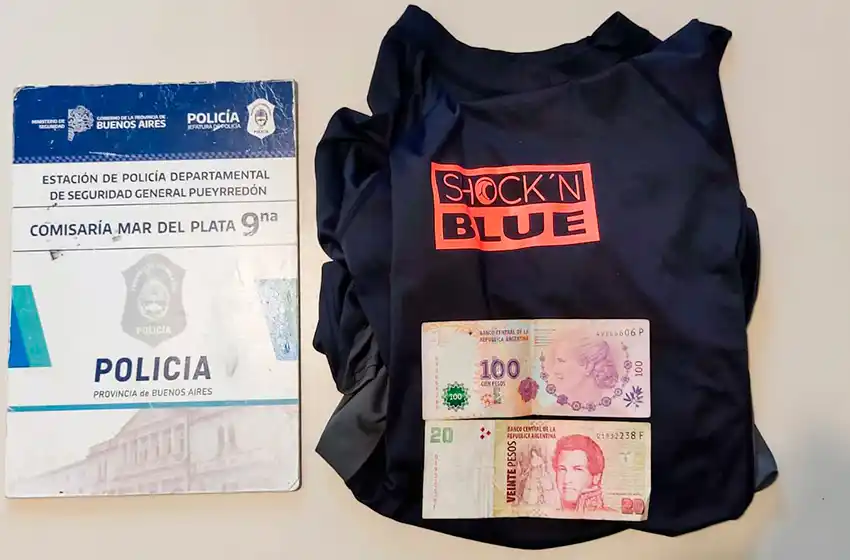 MINISTERIO DE
SEGURIDAD
GOBIERNO DE LA PROVINCIA DE
BUENOS AIRES
POLICÍA
JEFATURA DE POLICÍA
ESTACIÓN DE POLICÍA DEPARTAMENTAL
DE SEGURIDAD GENERAL PUEYRREDÓN
COMISARÍA MAR DEL PLATA 9na
POLICIA
POLICIA
PROVINCIA DE BUENOS AIRES
SHOCK´N
BLUE
BANCO CENTRAL DE LA
REPUBLICA ARGENTINA
606 P
100
CIEN PESOS
100
100
20
BANCO CENTRAL DE LA
REPUBLICA ARGENTINA
238 F
VEINTE PESOS
20